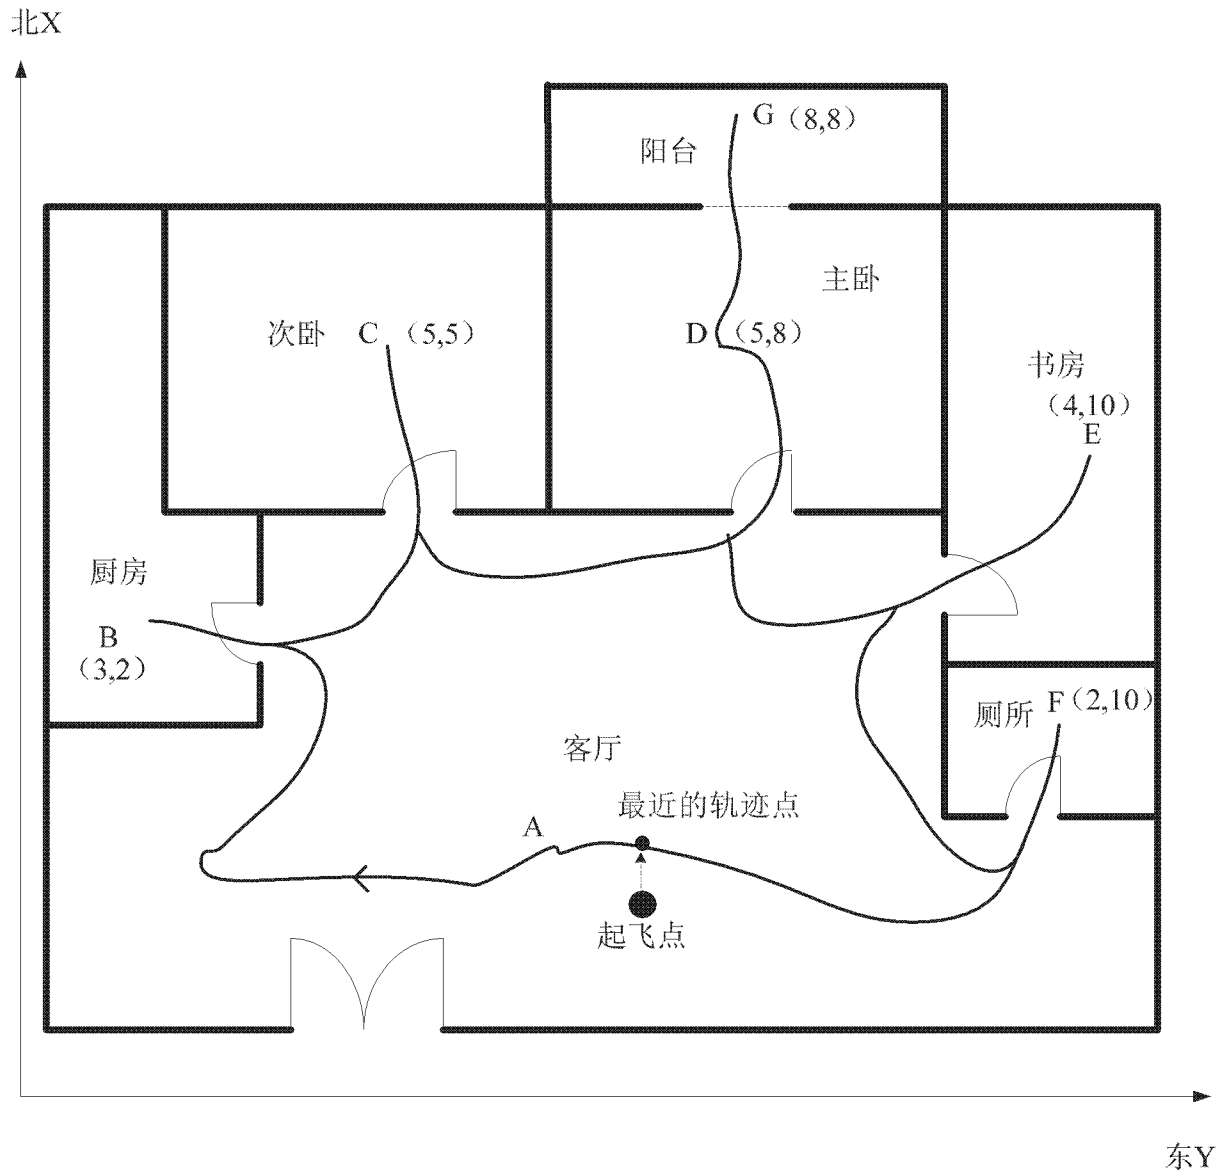 北X
G（8,8）
阳台
主卧
次卧 C （5,5）
D （5,8）
书房
（4,10）
E
厨房
B
（3,2）
厕所 F（2,10）
客厅
最近的轨迹点
A
起飞点
东Y